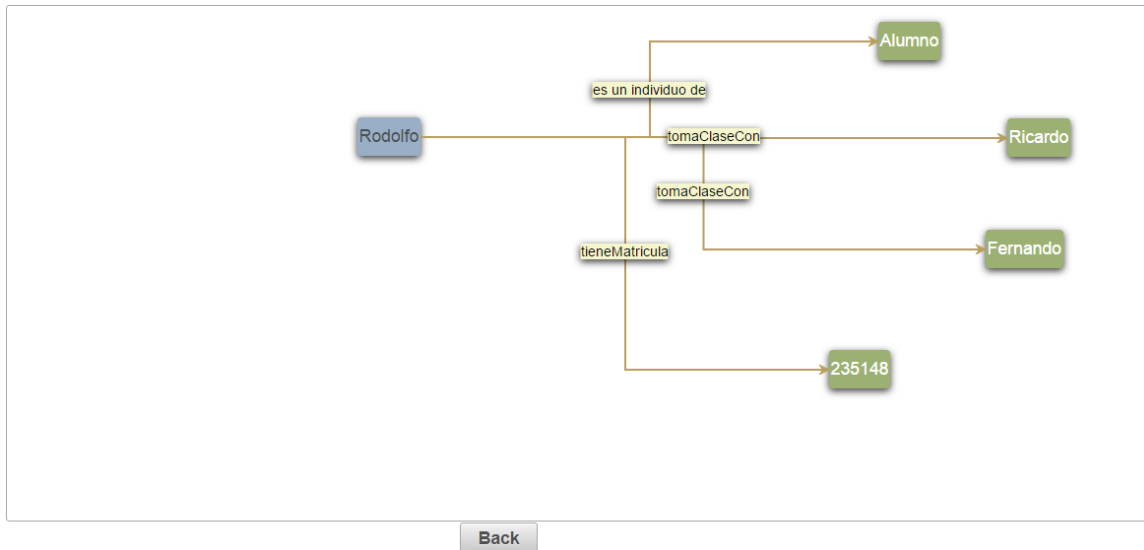 Alumno
es un individuo de
Rodolfo
tomaClaseCon
Ricardo
tomaClaseCon
Fernando
tieneMatricula
235148
Back